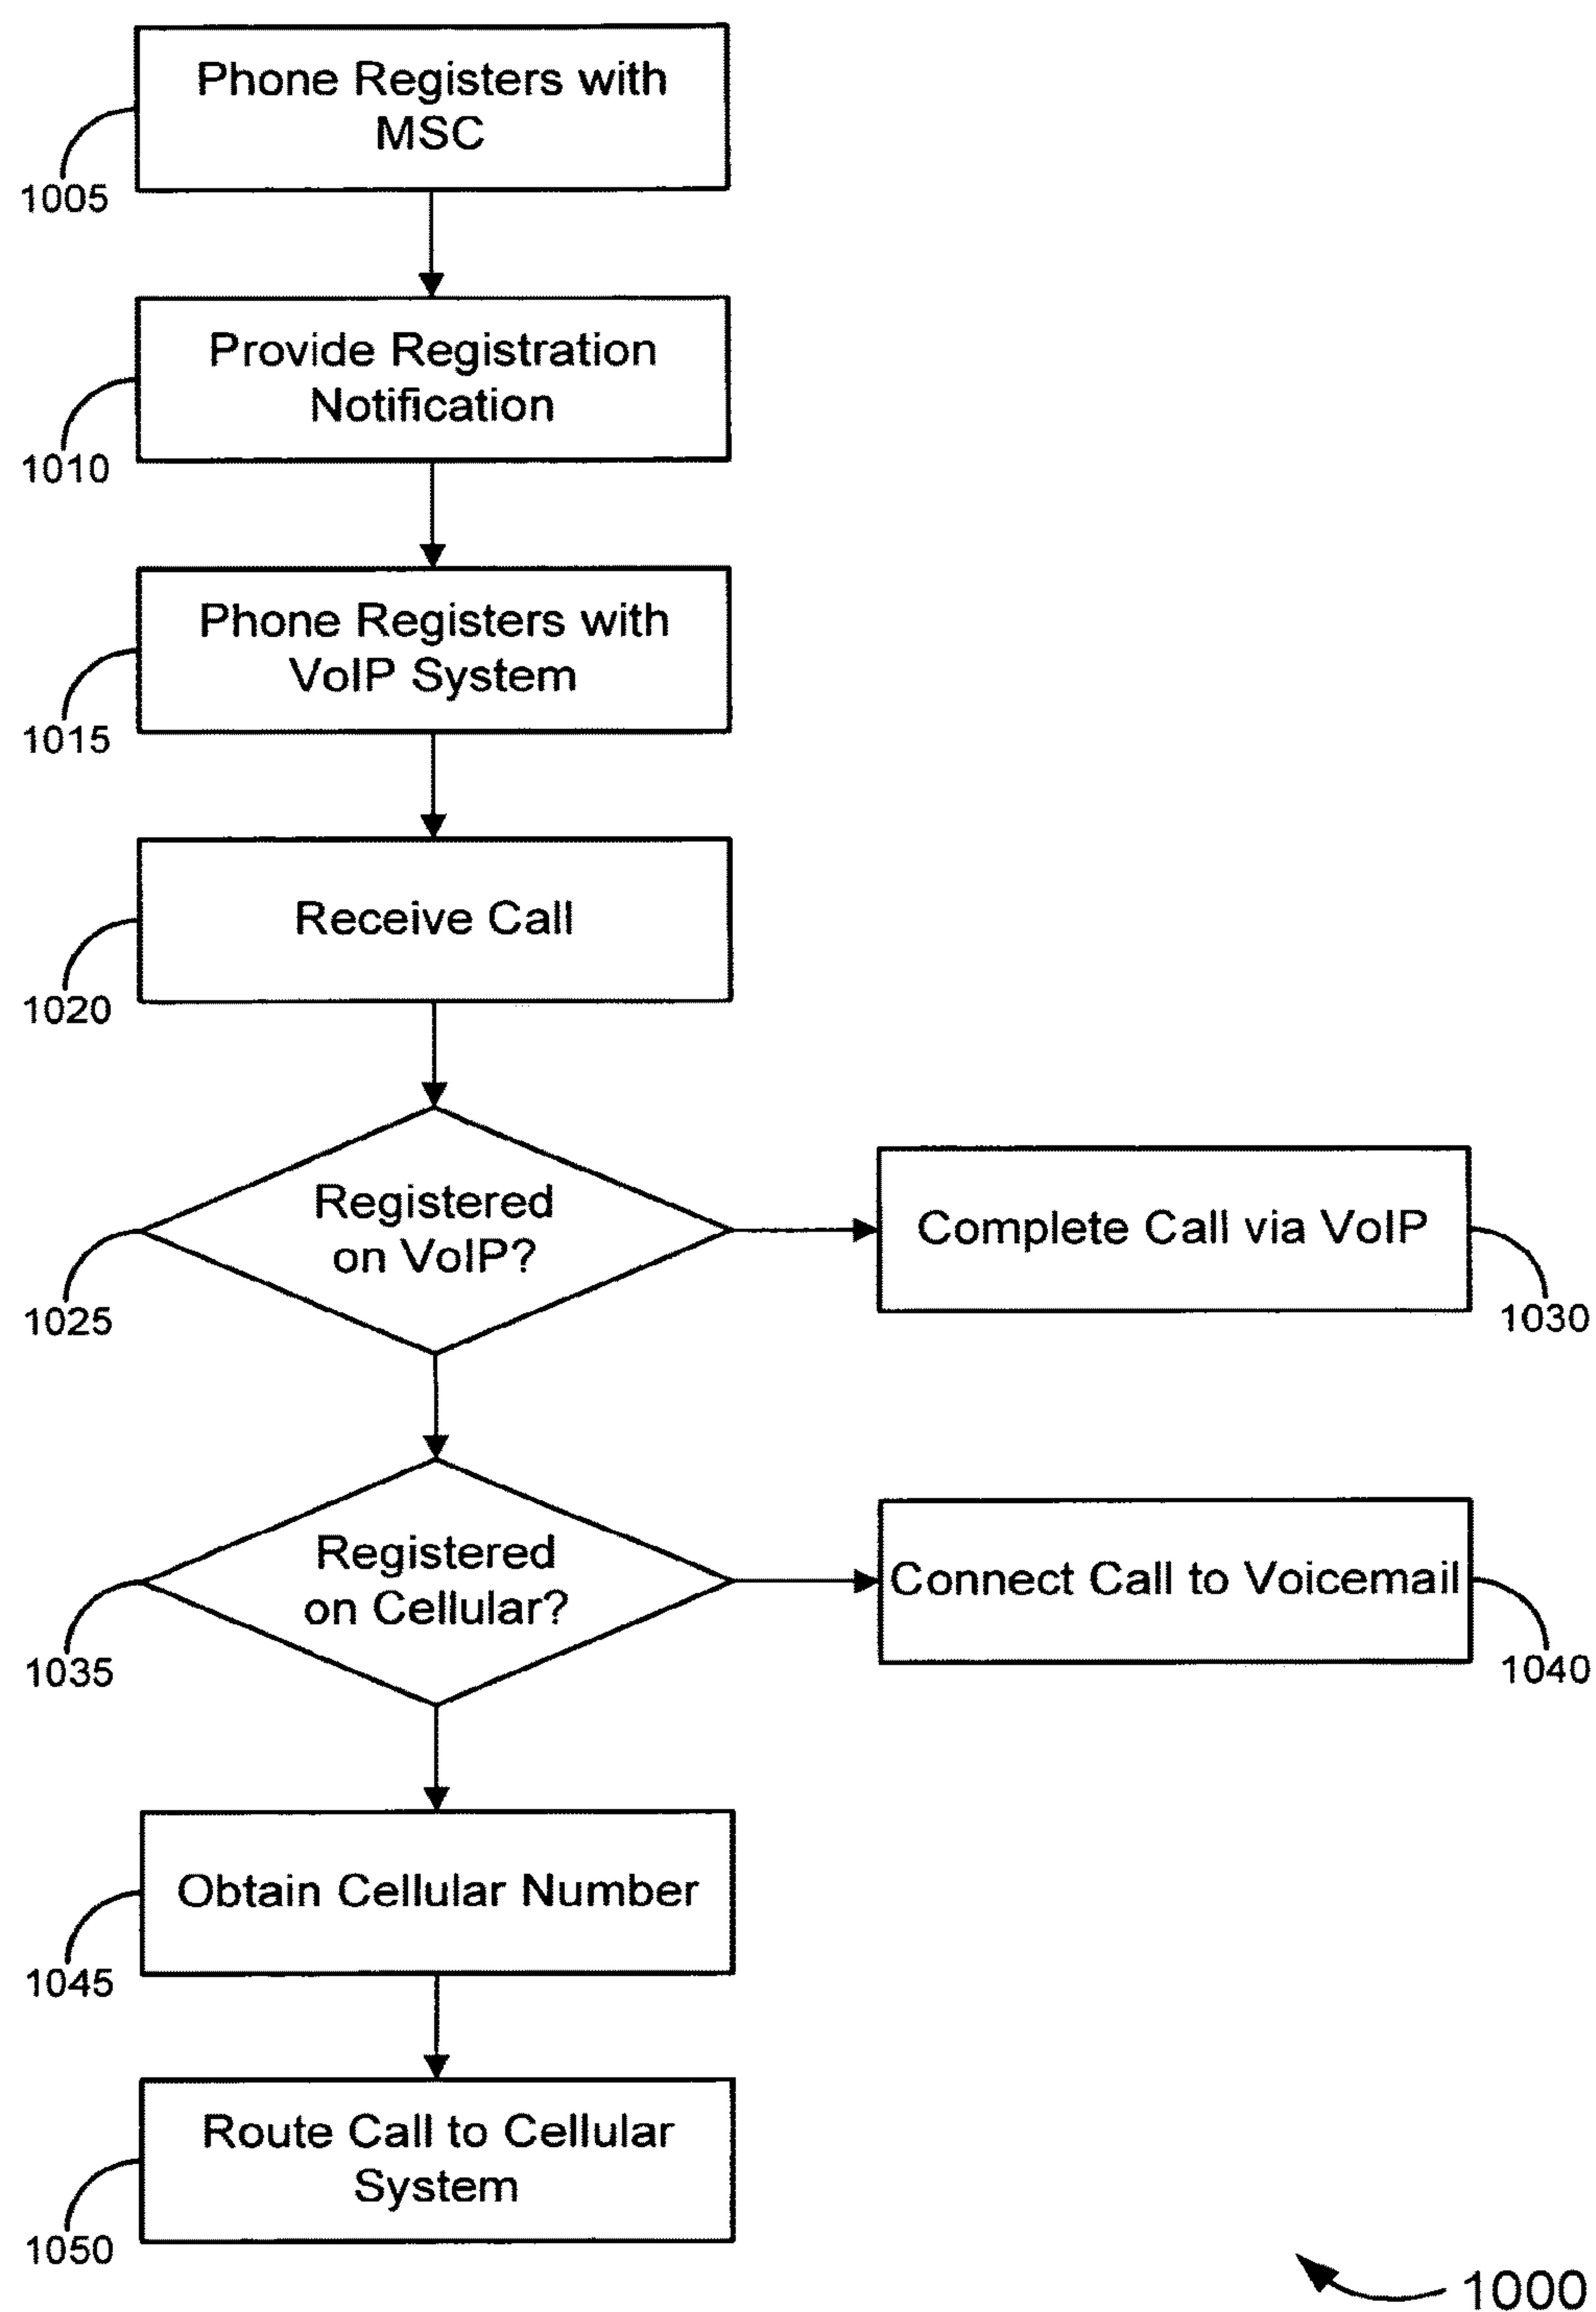 Phone Registers with
MSC
1005
Provide Registration
Notification
1010
Phone Registers with
VoIP System
1015
Receive Call
1020
Registered
on VoIP?
1025
Complete Call via VoIP
1030
Registered
on Cellular?
1035
Connect Call to Voicemail
1040
Obtain Cellular Number
1045
Route Call to Cellular
System
1050
1000